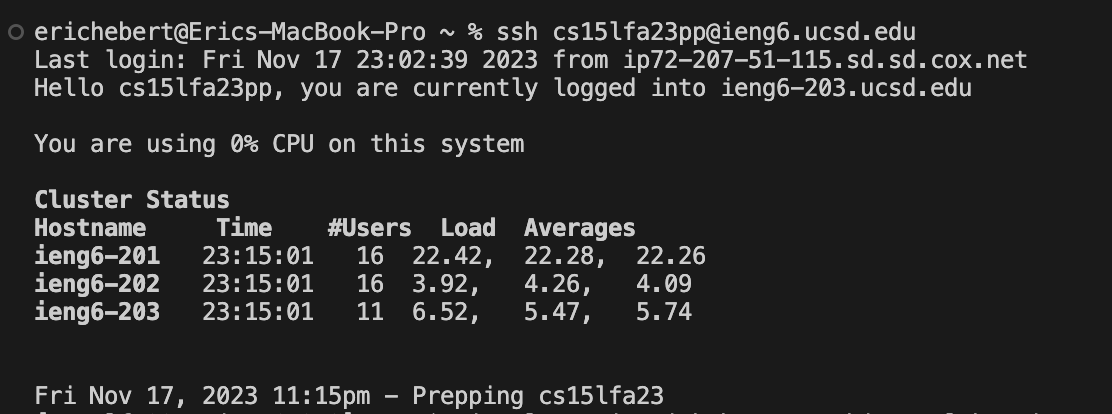 erichebert@Erics-MacBook-Pro ~ % ssh cs15lfa23pp@ieng6.ucsd.edu
Last login: Fri Nov 17 23:02:39 2023 from ip72-207-51-115.sd.sd.cox.net
Hello cs15lfa23pp, you are currently logged into ieng6-203.ucsd.edu
You are using 0% CPU on this system
Cluster Status
Hostname     Time    #Users  Load  Averages
ieng6-201   23:15:01   16  22.42,  22.28,  22.26
ieng6-202   23:15:01   16  3.92,   4.26,   4.09
ieng6-203   23:15:01   11  6.52,   5.47,   5.74
Fri Nov 17, 2023 11:15pm - Prepping cs15lfa23